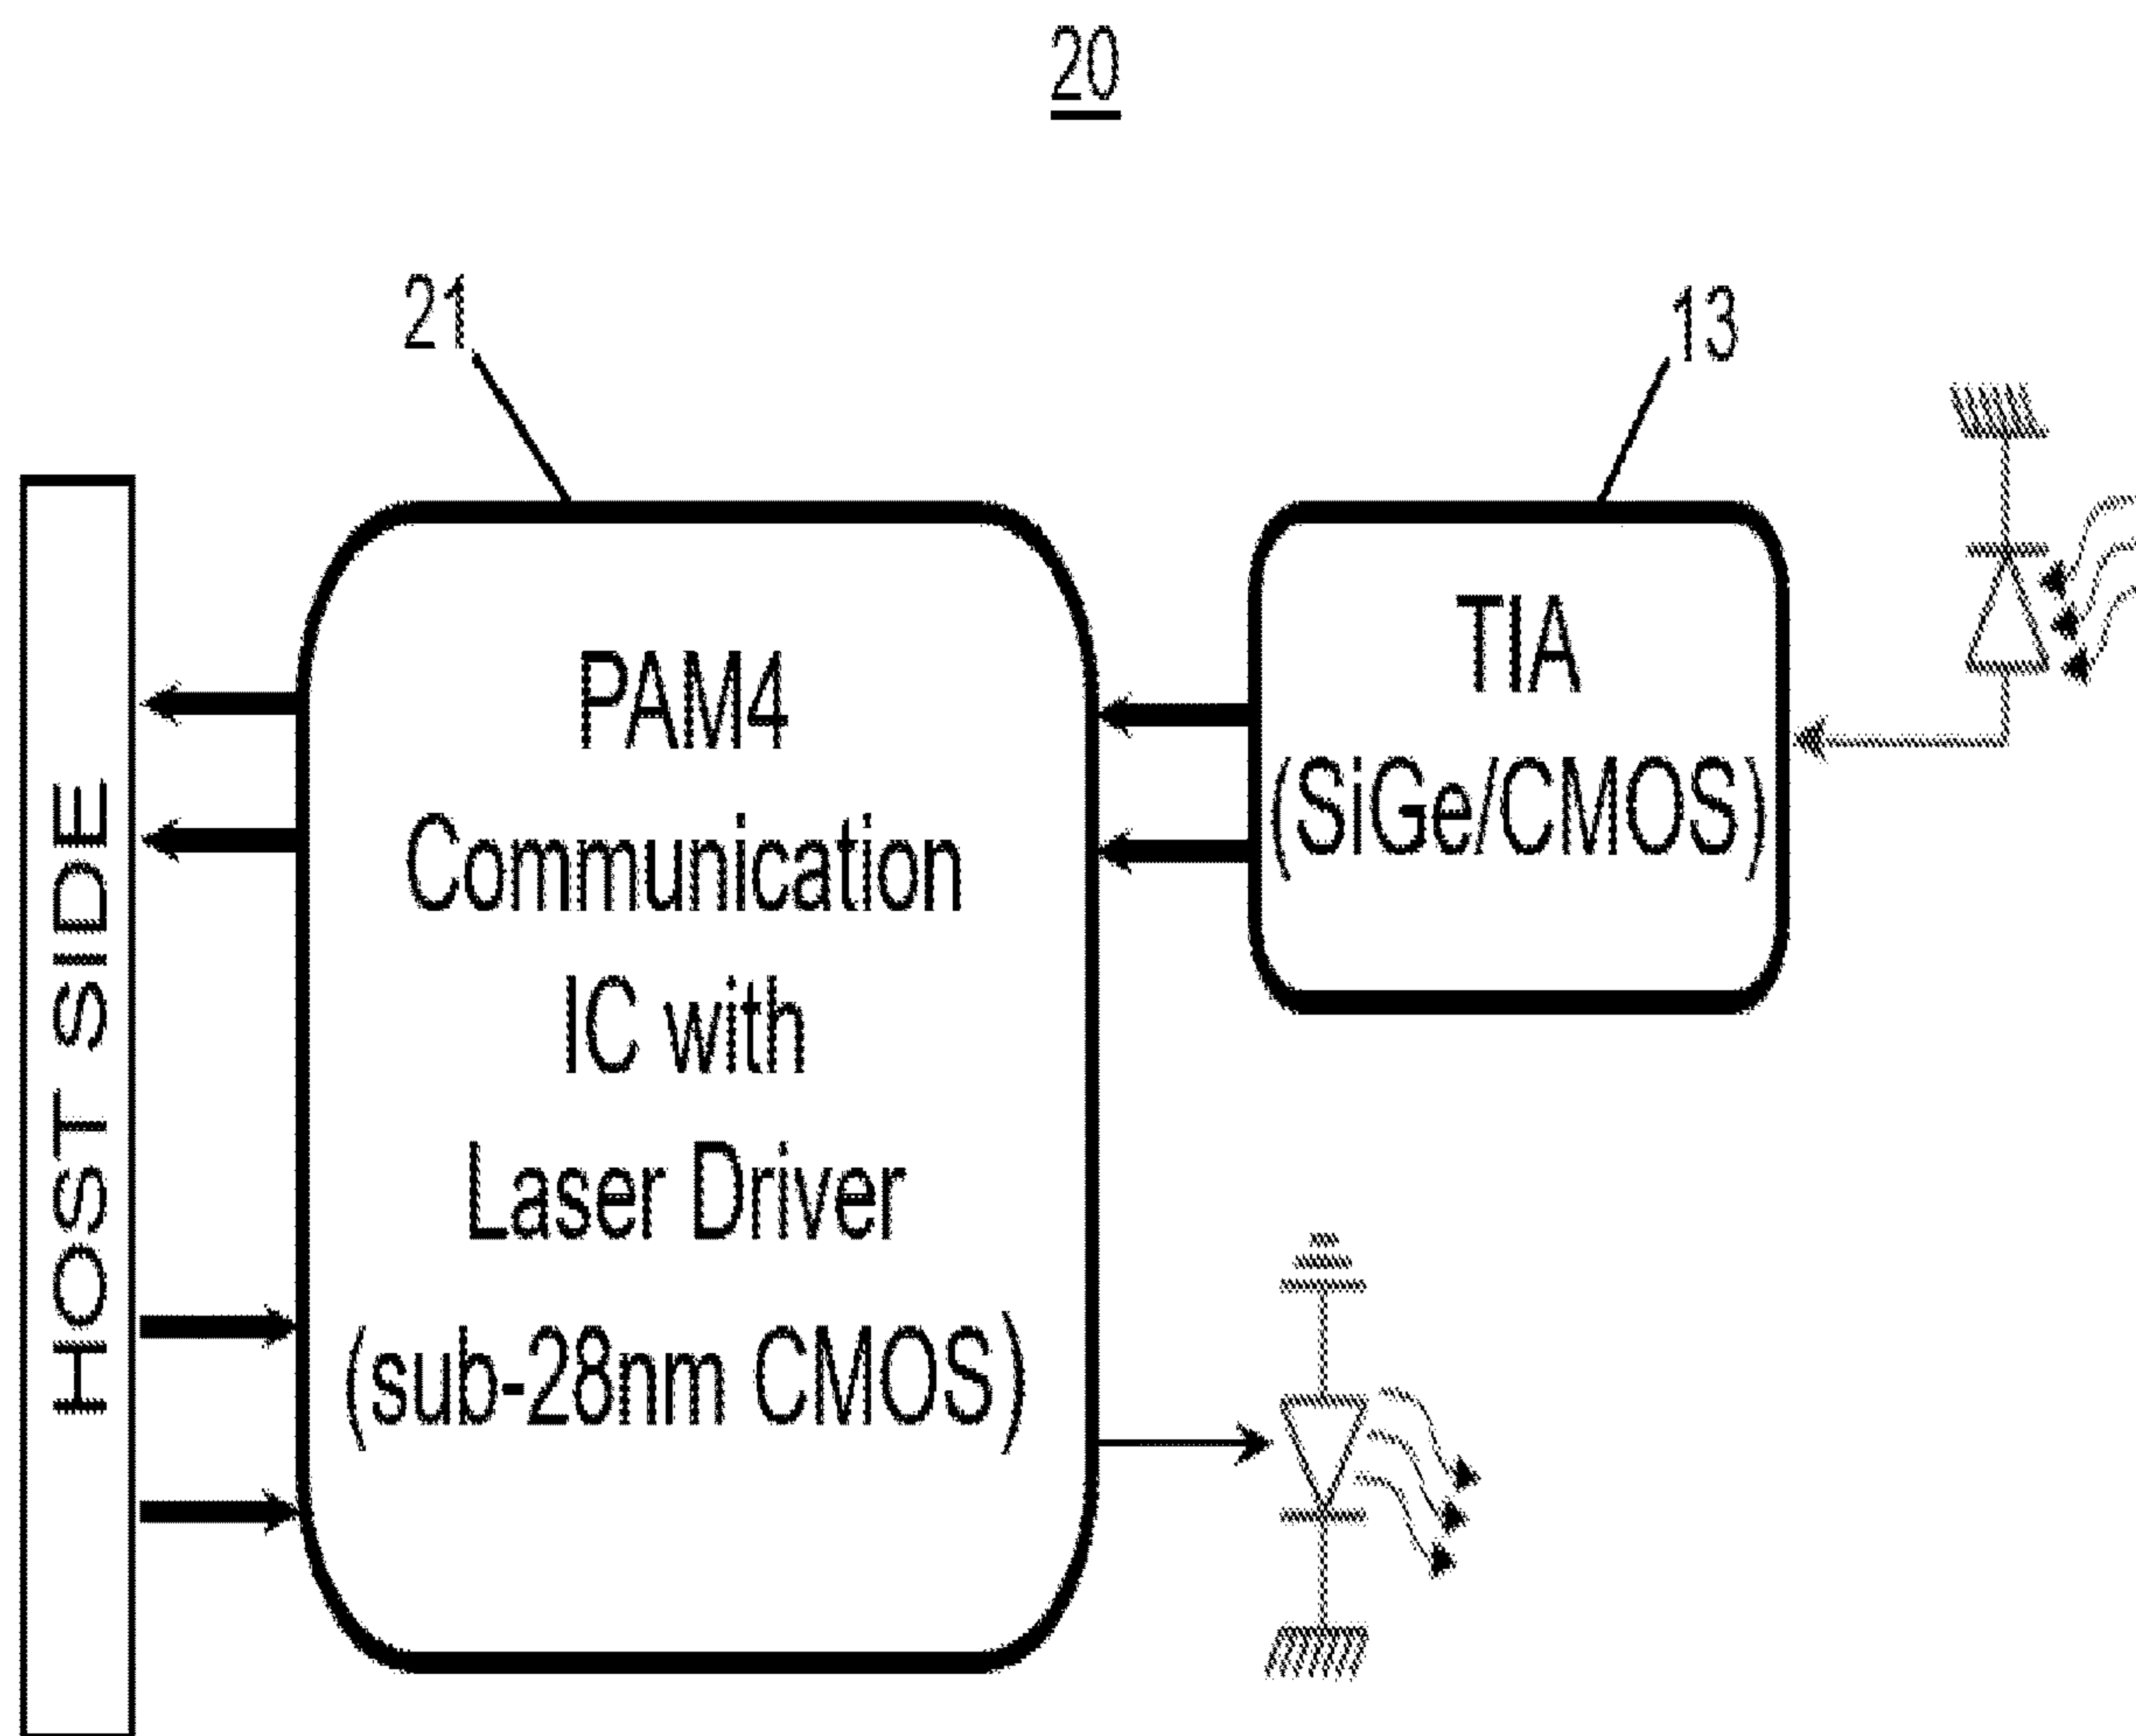 20
21
13
HOST SIDE
PAM4
Communication
IC with
Laser Driver
(sub-28nm CMOS)
TIA
(SiGe/CMOS)